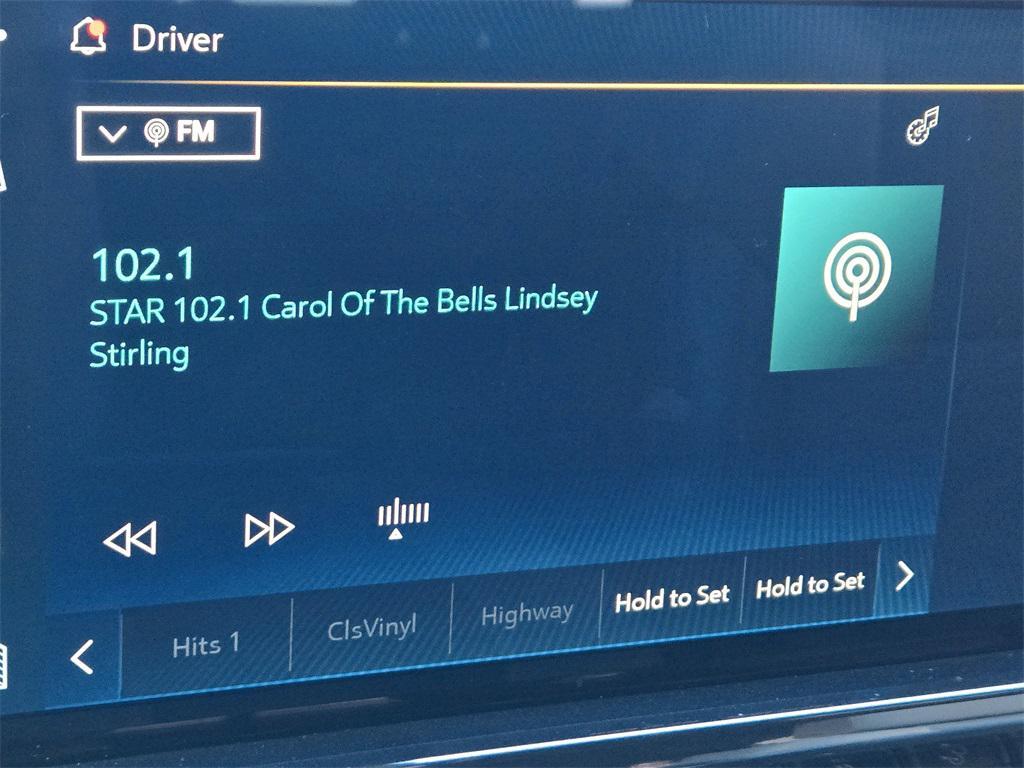 Driver
FM
102.1
STAR 102.1 Carol Of The Bells Lindsey
Stirling
Hits 1
ClsVinyl
Highway
Hold to Set
Hold to Set